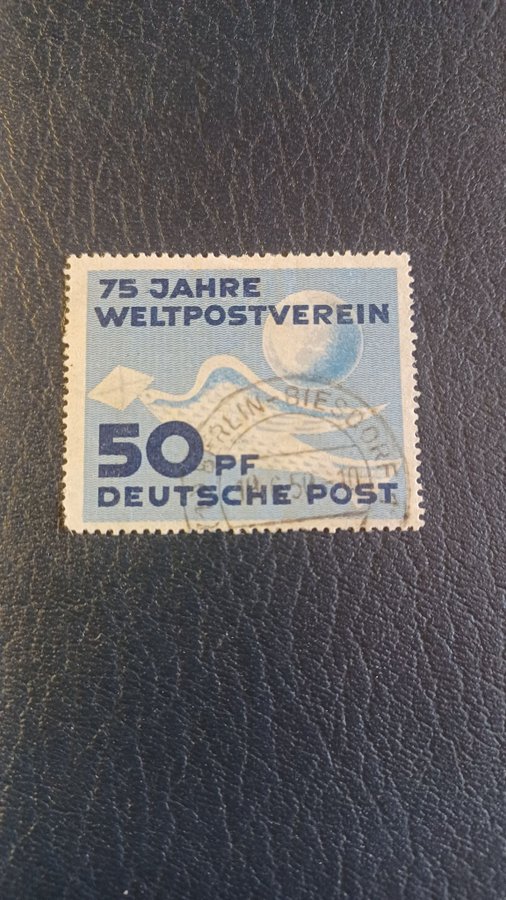 75 JAHRE
WELTPOSTVEREIN
50 PF
DEUTSCHE POST
BERLIN-BIESDORF